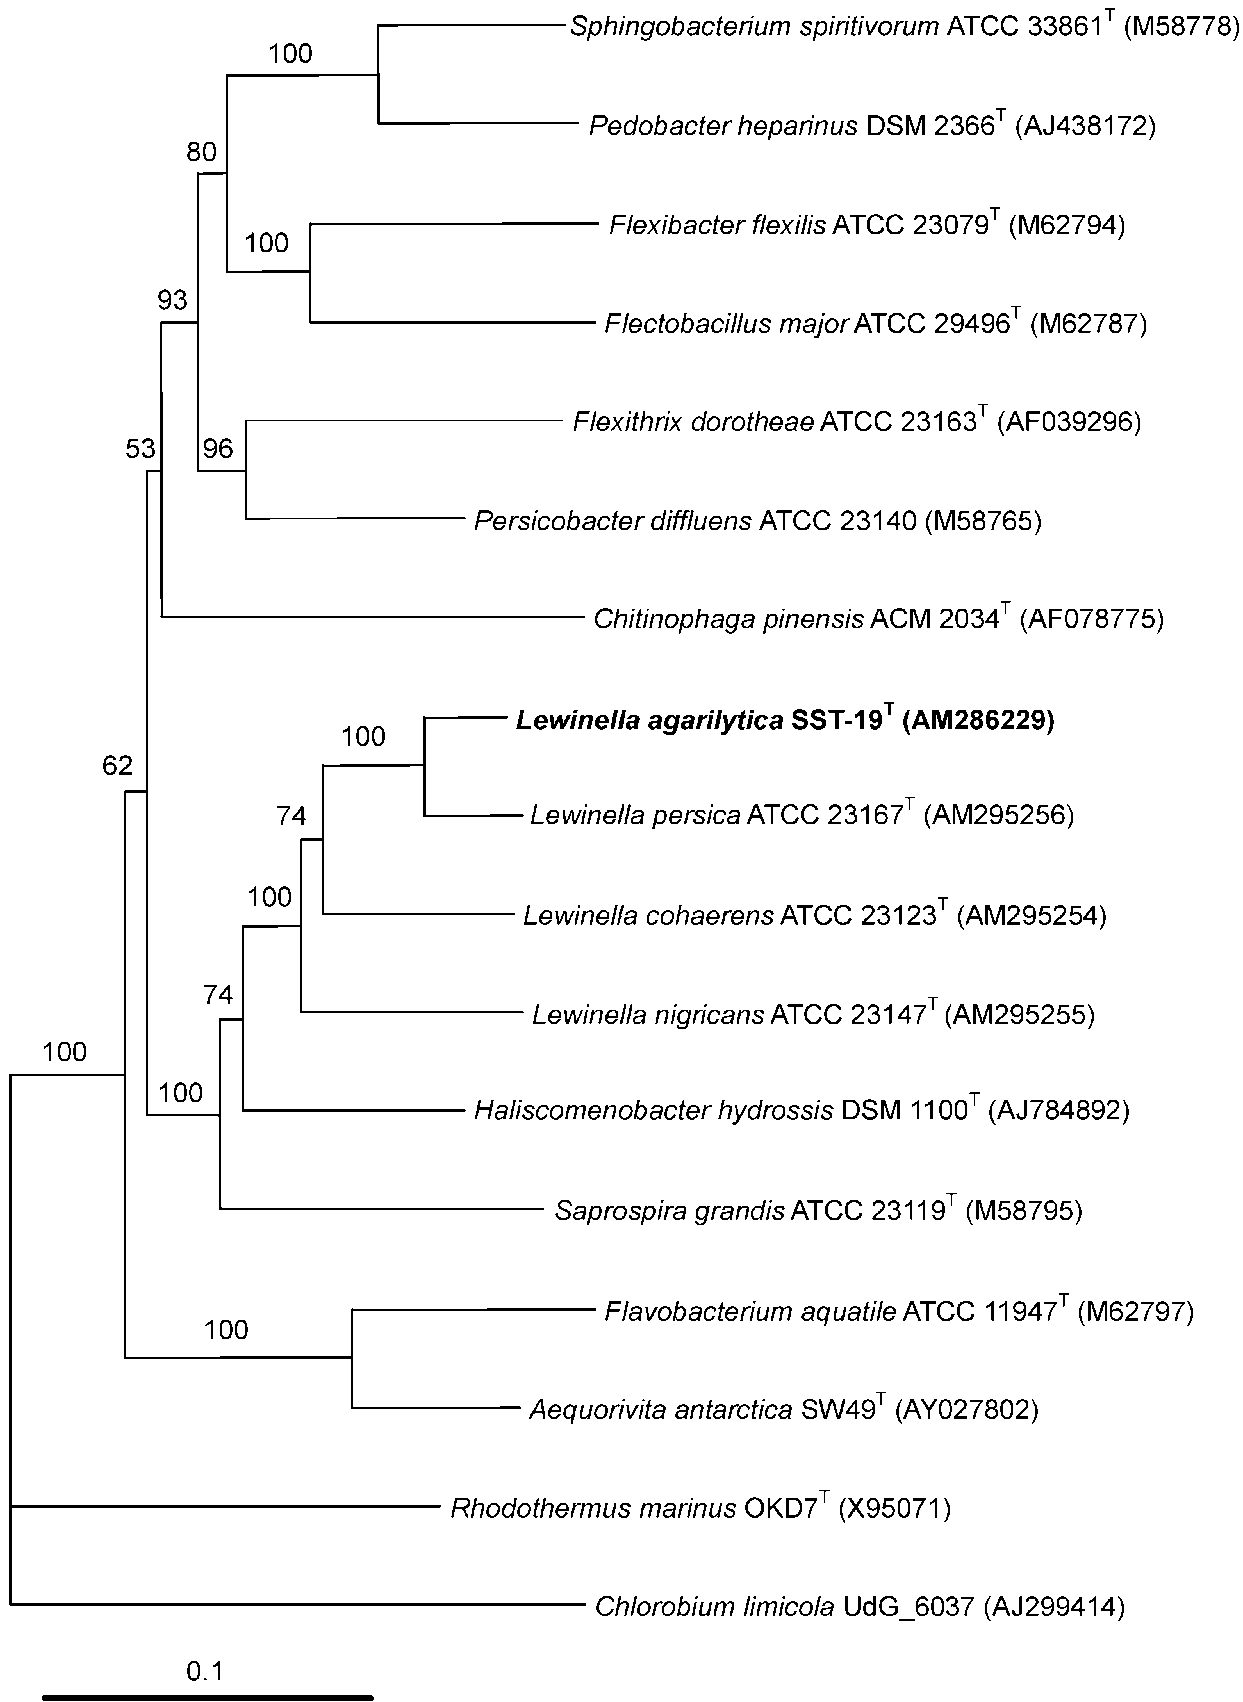 Sphingobacterium spiritivorum ATCC 33861T (M58778)
100
Pedobacter heparinus DSM 2366T (AJ438172)
80
Flexibacter flexilis ATCC 23079T (M62794)
100
93
Flectobacillus major ATCC 29496T (M62787)
Flexithrix dorotheae ATCC 23163T (AF039296)
53
96
Persicobacter diffluens ATCC 23140 (M58765)
Chitinophaga pinensis ACM 2034T (AF078775)
Lewinella agarilytica SST-19T (AM286229)
100
62
Lewinella persica ATCC 23167T (AM295256)
74
100
Lewinella cohaerens ATCC 23123T (AM295254)
74
Lewinella nigricans ATCC 23147T (AM295255)
100
100
Haliscomenobacter hydrossis DSM 1100T (AJ784892)
Saprospira grandis ATCC 23119T (M58795)
Flavobacterium aquatile ATCC 11947T (M62797)
100
Aequorivita antarctica SW49T (AY027802)
Rhodothermus marinus OKD7T (X95071)
Chlorobium limicola UdG_6037 (AJ299414)
0.1